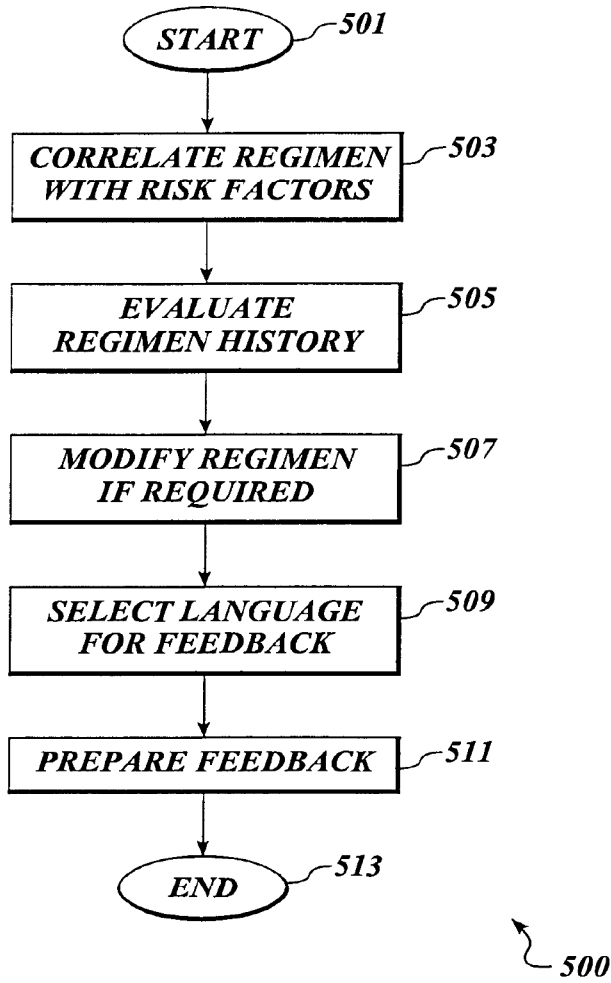 START
501
CORRELATE REGIMEN
WITH RISK FACTORS
503
EVALUATE
REGIMEN HISTORY
505
MODIFY REGIMEN
IF REQUIRED
507
SELECT LANGUAGE
FOR FEEDBACK
509
PREPARE FEEDBACK
511
END
513
500